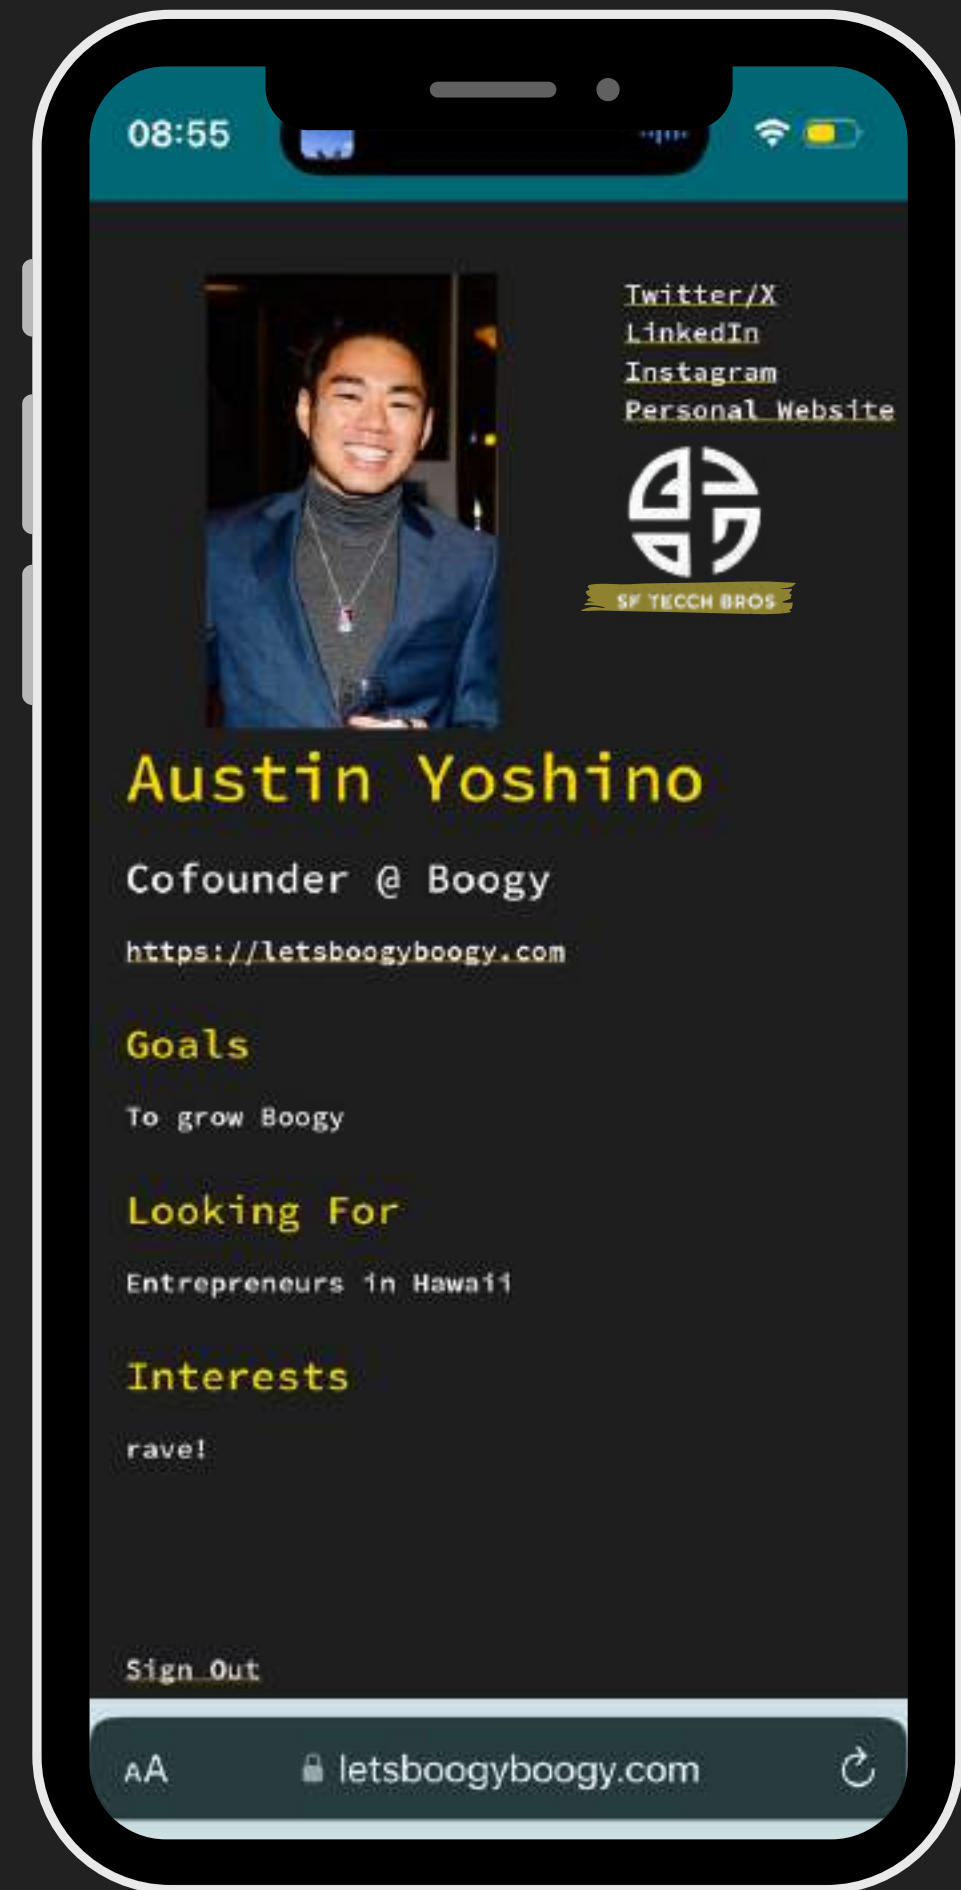 08:55
Twitter/X
LinkedIn
Instagram
Personal Website
SF TECCH BROS
Austin Yoshino
Cofounder @ Boogy
https://letsboogyboogy.com
Goals
To grow Boogy
Looking For
Entrepreneurs in Hawaii
Interests
rave!
Sign Out
AA letsboogyboogy.com